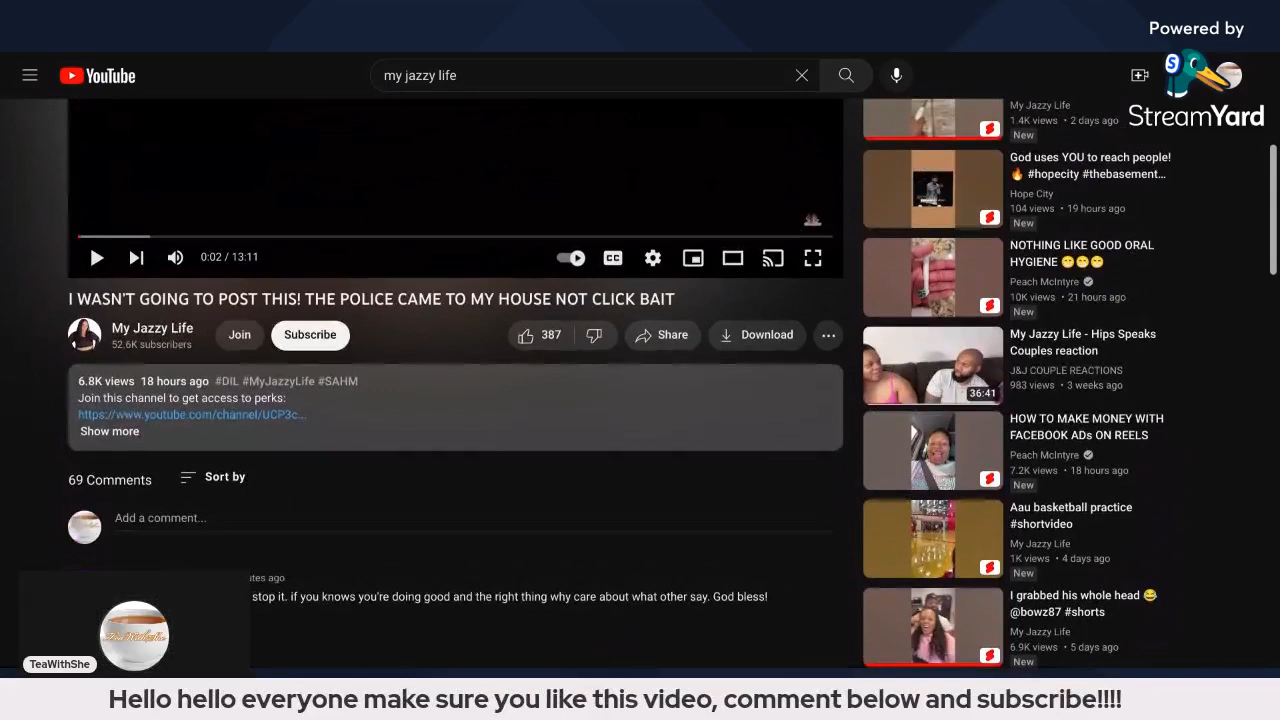 Powered by
StreamYard
YouTube
my jazzy life
0:02 / 13:11
CC
I WASN'T GOING TO POST THIS! THE POLICE CAME TO MY HOUSE NOT CLICK BAIT
My Jazzy Life
52.6K subscribers
Join
Subscribe
387
Share
Download
6.8K views 18 hours ago #DIL #MyJazzyLife #SAHM
Join this channel to get access to perks:
https://www.youtube.com/channel/UCP3c...
Show more
69 Comments
Sort by
Add a comment...
ago
stop it. if you knows you're doing good and the right thing why care about what other say. God bless!
TeaWithShe
TeaWithShe
My Jazzy Life
1.4K views • 2 days ago
New
God uses YOU to reach people!
🔥 #hopecity #thebasement...
Hope City
104 views • 19 hours ago
New
NOTHING LIKE GOOD ORAL
HYGIENE 😁😁😁
Peach McIntyre
10K views • 21 hours ago
New
My Jazzy Life - Hips Speaks
Couples reaction
J&J COUPLE REACTIONS
983 views • 3 weeks ago
36:41
HOW TO MAKE MONEY WITH
FACEBOOK ADs ON REELS
Peach McIntyre
7.2K views • 18 hours ago
New
Aau basketball practice
#shortvideo
My Jazzy Life
1K views • 4 days ago
New
I grabbed his whole head 😂
@bowz87 #shorts
My Jazzy Life
6.9K views • 5 days ago
New
Hello hello everyone make sure you like this video, comment below and subscribe!!!!